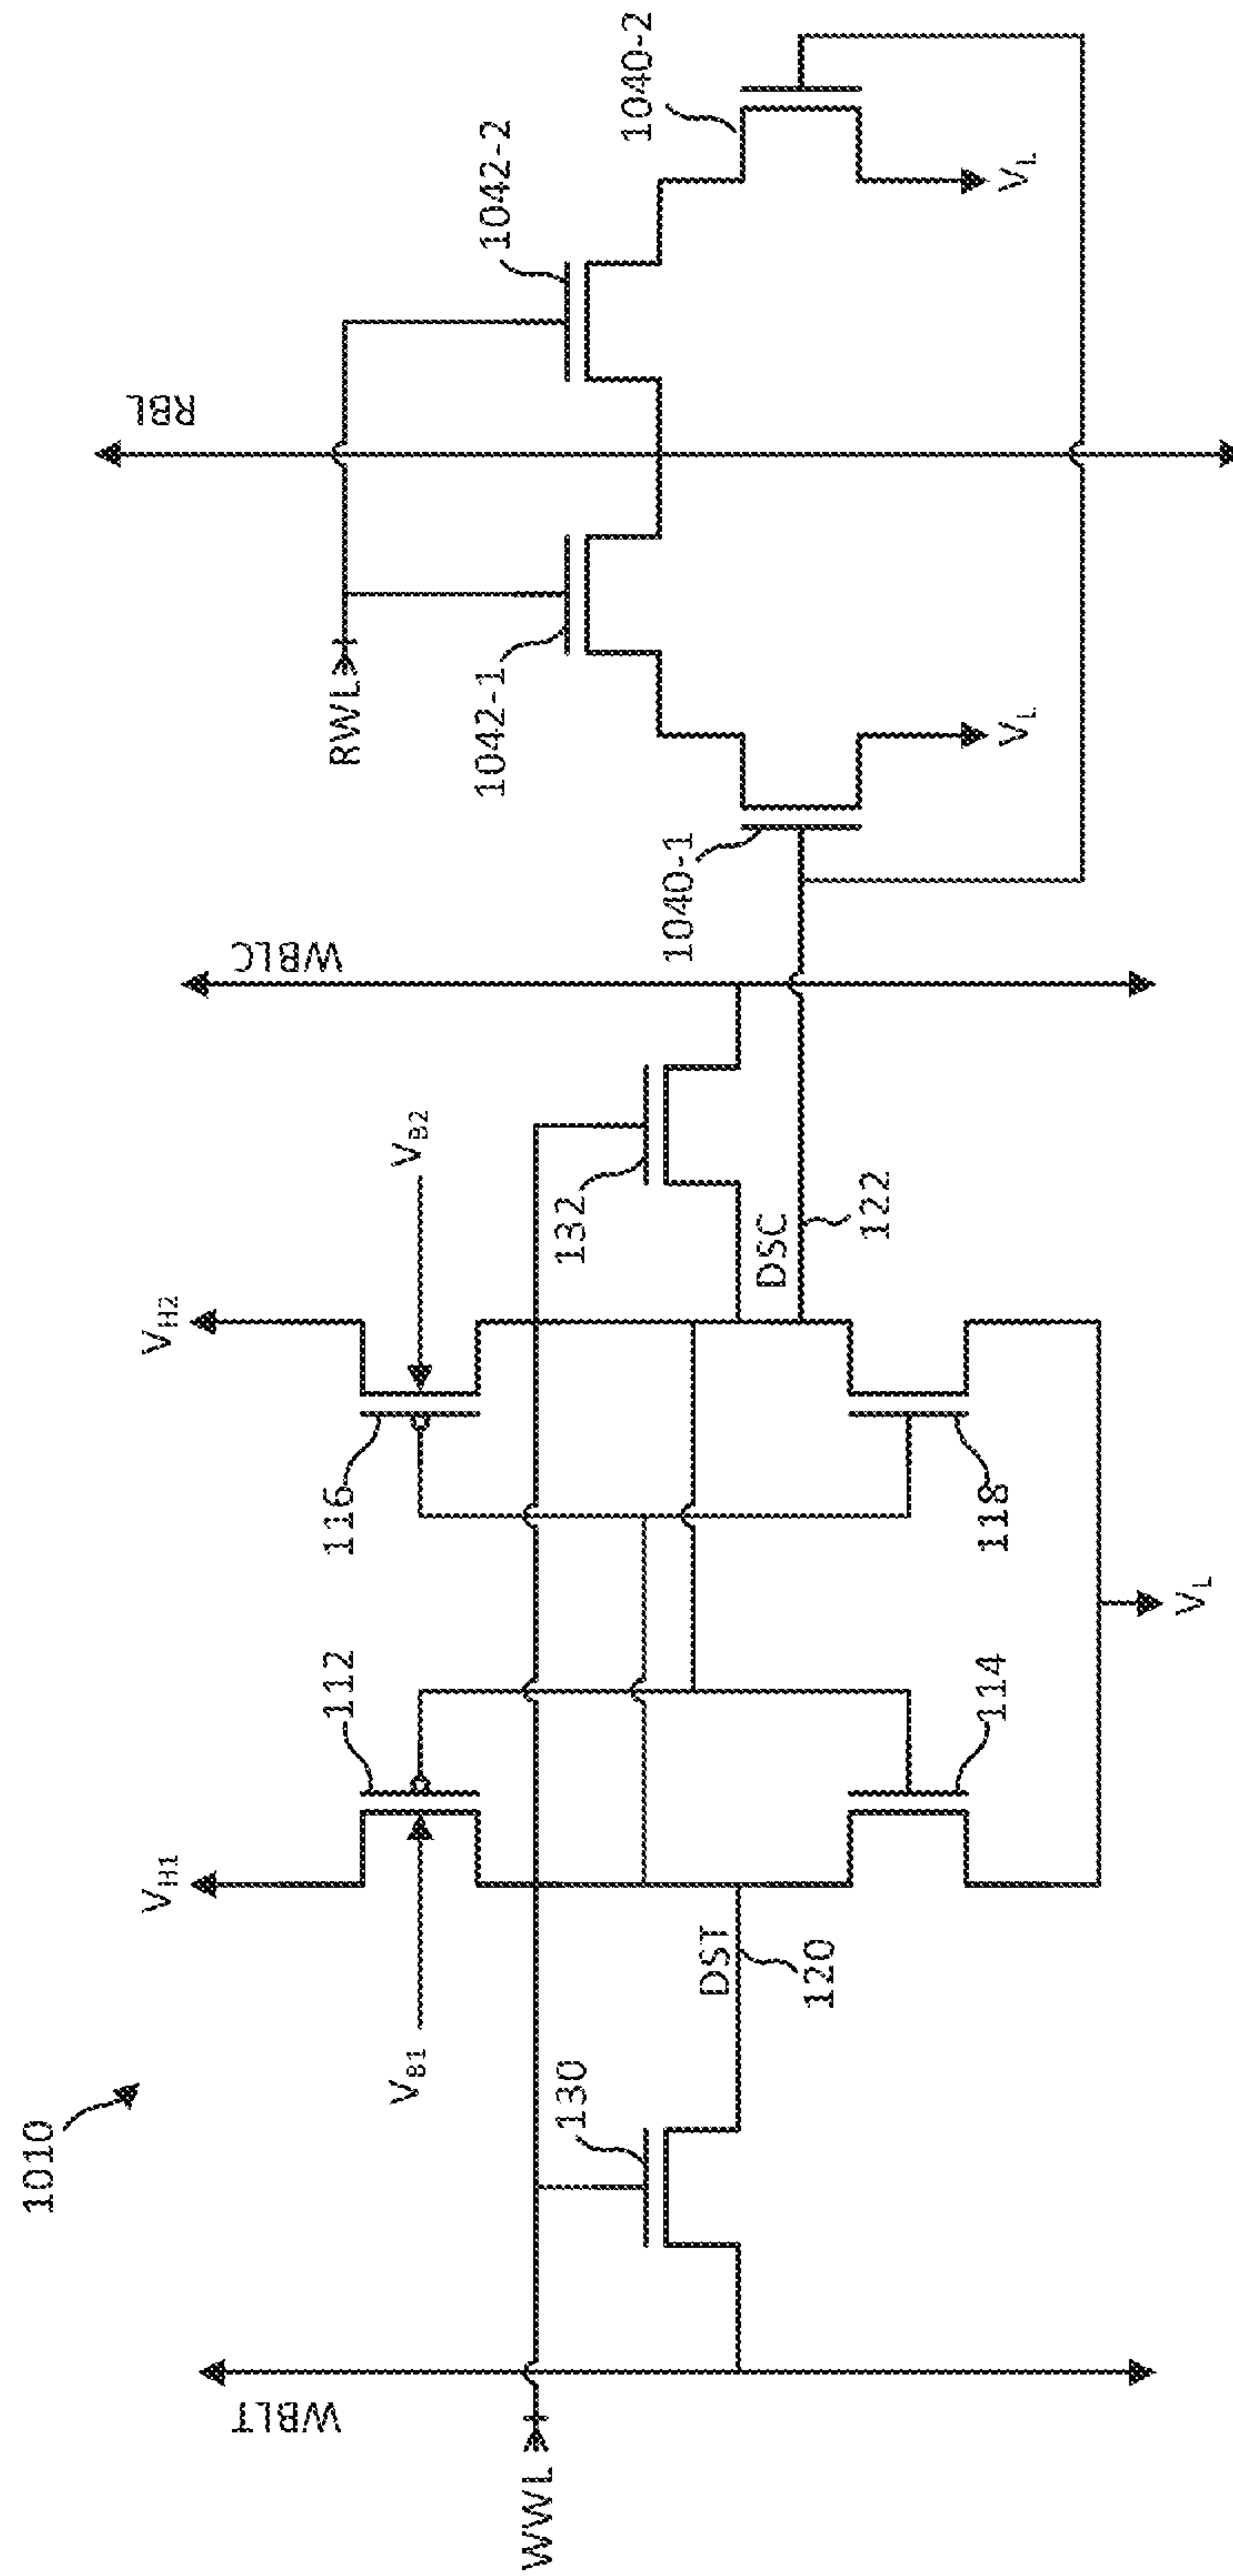 1010
WBLT
WWL
130
DST
120
VB1
VH1
112
114
VL
VH2
116
118
VB2
132
DSC
122
WBLC
1040-1
VL
RWL
1042-1
RBL
1042-2
1040-2
VL